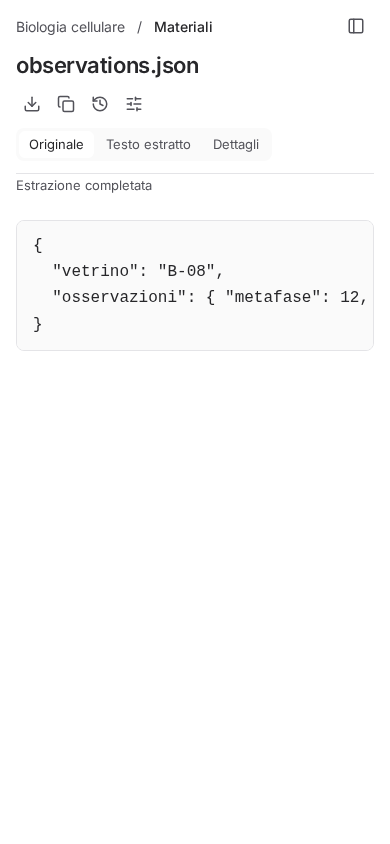 Biologia cellulare / Materiali
observations.json
Originale Testo estratto Dettagli
Estrazione completata
{
  "vetrino": "B-08",
  "osservazioni": { "metafase": 12,
}